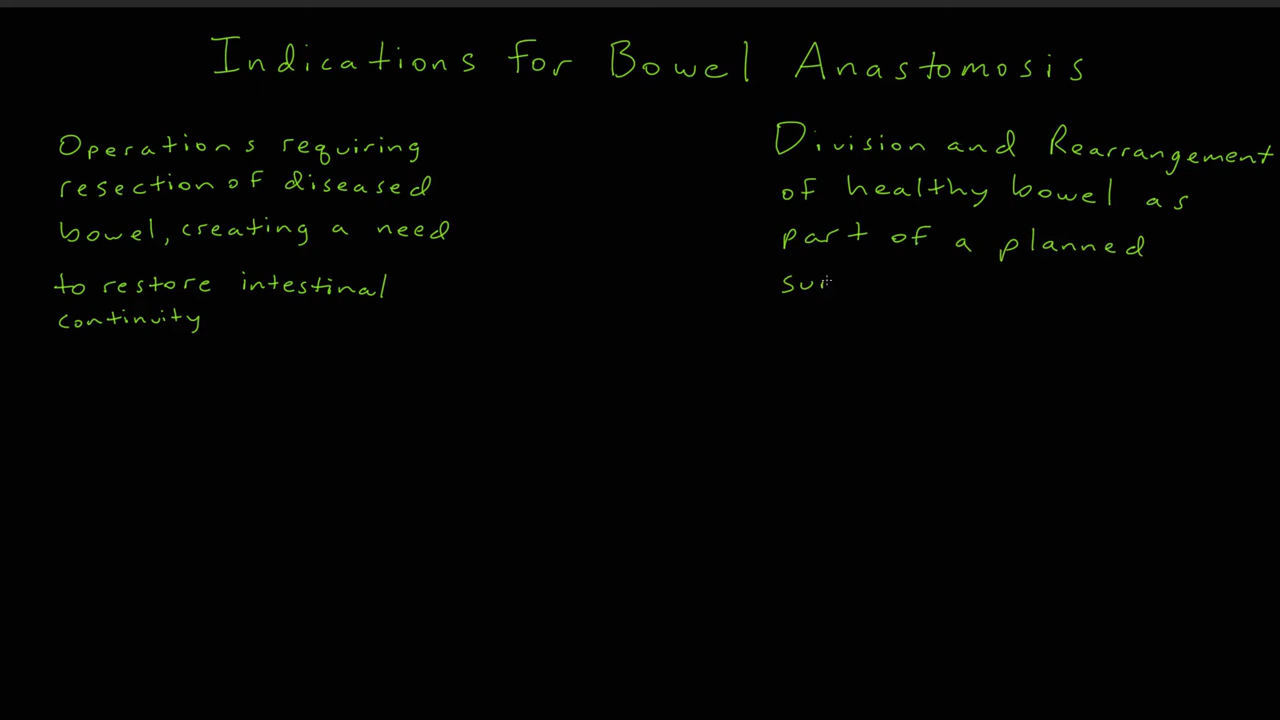 Indications for Bowel Anastomosis
Operations requiring
resection of diseased
bowel, creating a need
to restore intestinal
continuity
Division and Rearrangement
of healthy bowel as
part of a planned
sur